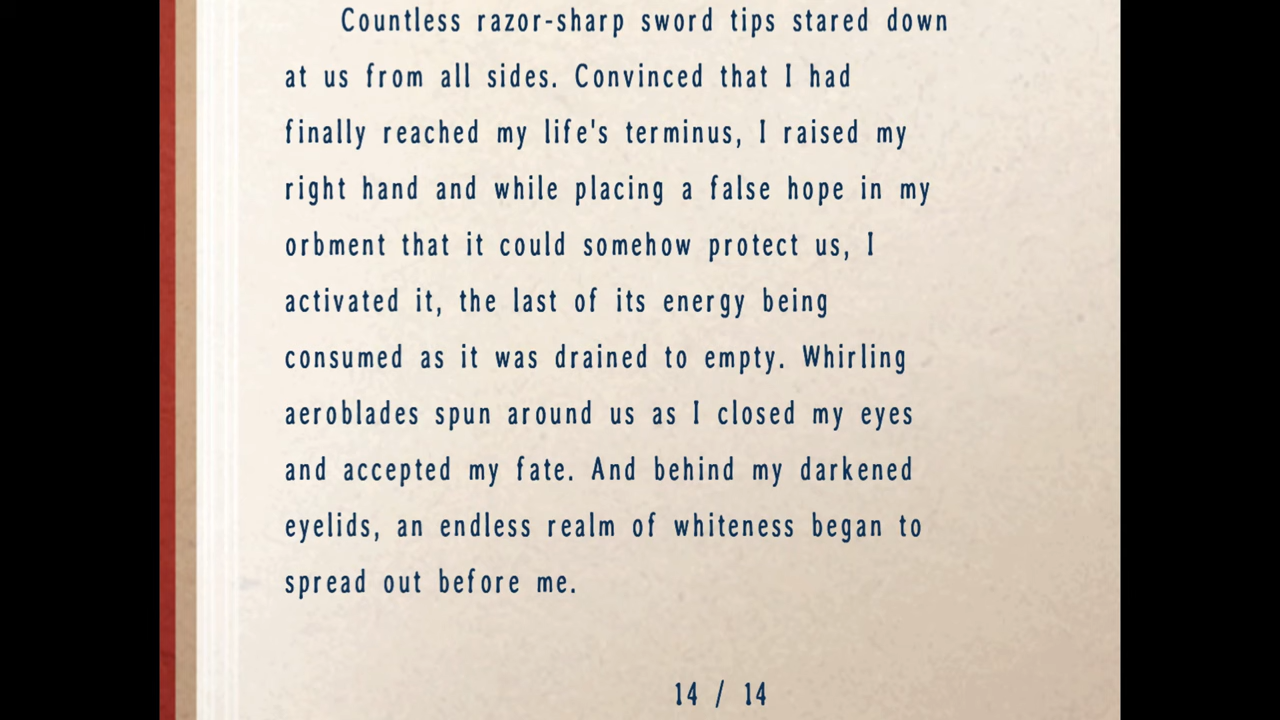 Countless razor-sharp sword tips stared down
at us from all sides. Convinced that I had
finally reached my life's terminus, I raised my
right hand and while placing a false hope in my
orbment that it could somehow protect us, I
activated it, the last of its energy being
consumed as it was drained to empty. Whirling
aeroblades spun around us as I closed my eyes
and accepted my fate. And behind my darkened
eyelids, an endless realm of whiteness began to
spread out before me.
14 / 14